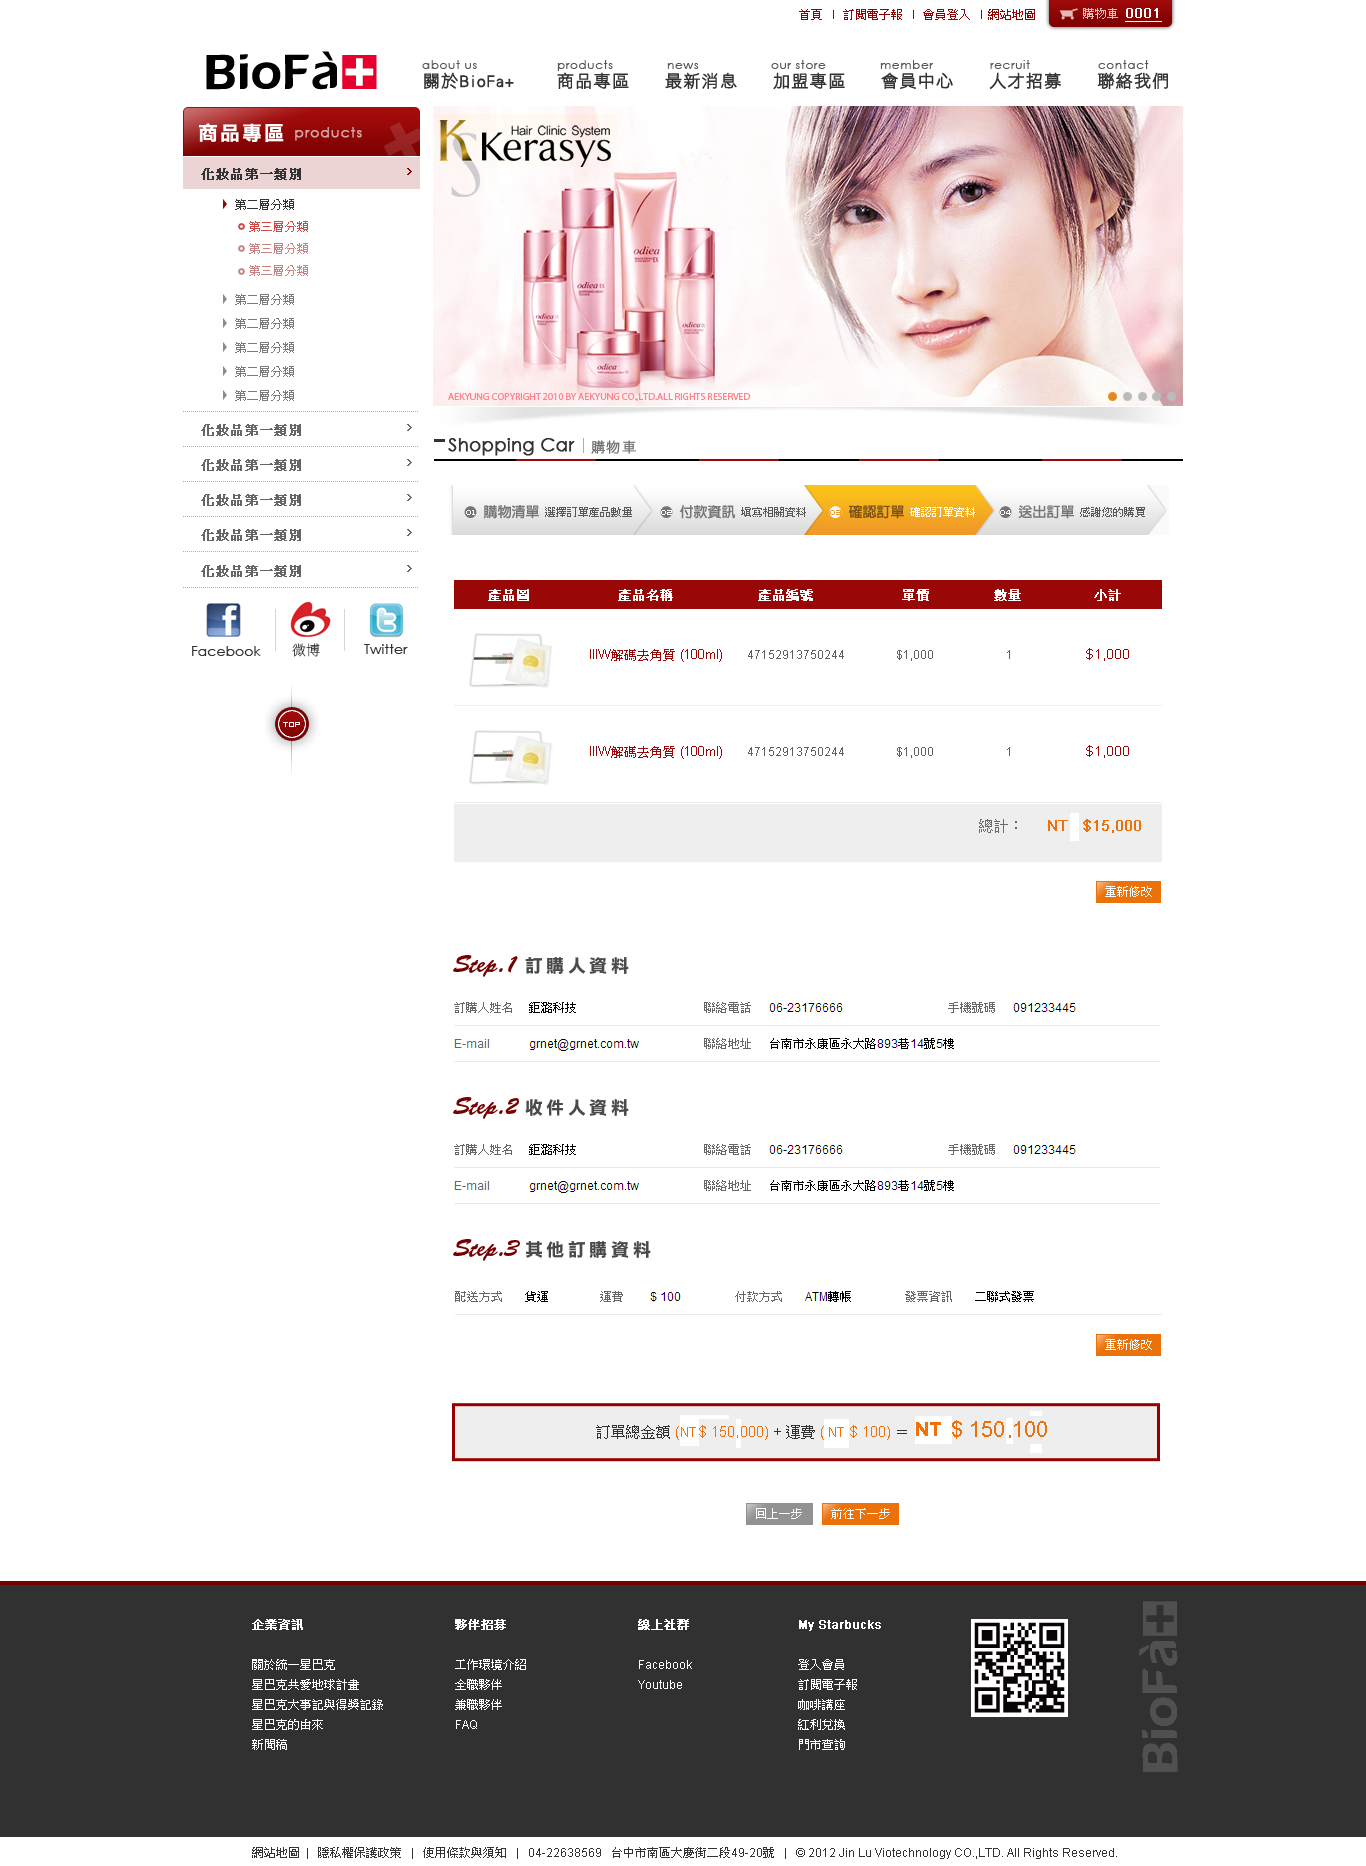 首頁 | 訂閱電子報 | 會員登入 | 網站地圖 購物車 0001
BioFà+
about us products news our store member recruit contact
關於BioFa+ 商品專區 最新消息 加盟專區 會員中心 人才招募 聯絡我們
商品專區 products
化妝品第一類別
第二層分類
第三層分類
第三層分類
第三層分類
第二層分類
第二層分類
第二層分類
第二層分類
第二層分類
化妝品第一類別
化妝品第一類別
化妝品第一類別
化妝品第一類別
化妝品第一類別
Facebook 微博 Twitter
TOP
Hair Clinic System
KS Kerasys
odiea
odiea
odiea
odiea
odiea
AEKYUNG COPYRIGHT 2010 BY AEKYUNG CO.,LTD.ALL RIGHTS RESERVED
Shopping Car | 購物車
01 購物清單 選擇訂單產品數量 02 付款資訊 填寫相關資料 03 確認訂單 確認訂單資料 04 送出訂單 感謝您的購買
產品圖 產品名稱 產品編號 單價 數量 小計
IIIW解碼去角質 (100ml) 47152913750244 $1,000 1 $1,000
IIIW解碼去角質 (100ml) 47152913750244 $1,000 1 $1,000
總計： NT $15,000
重新修改
Step.1 訂購人資料
訂購人姓名 鉅潞科技 聯絡電話 06-23176666 手機號碼 091233445
E-mail grnet@grnet.com.tw 聯絡地址 台南市永康區永大路893巷14號5樓
Step.2 收件人資料
訂購人姓名 鉅潞科技 聯絡電話 06-23176666 手機號碼 091233445
E-mail grnet@grnet.com.tw 聯絡地址 台南市永康區永大路893巷14號5樓
Step.3 其他訂購資料
配送方式 貨運 運費 $ 100 付款方式 ATM轉帳 發票資訊 二聯式發票
重新修改
訂單總金額 (NT $ 150,000) + 運費 ( NT $ 100) = NT $ 150,100
回上一步 前往下一步
企業資訊
關於統一星巴克
星巴克共愛地球計畫
星巴克大事記與得獎記錄
星巴克的由來
新聞稿
夥伴招募
工作環境介紹
全職夥伴
兼職夥伴
FAQ
線上社群
Facebook
Youtube
My Starbucks
登入會員
訂閱電子報
咖啡講座
紅利兌換
門市查詢
BioFà+
網站地圖 | 隱私權保護政策 | 使用條款與須知 | 04-22638569 台中市南區大慶街二段49-20號 | © 2012 Jin Lu Viotechnology CO.,LTD. All Rights Reserved.